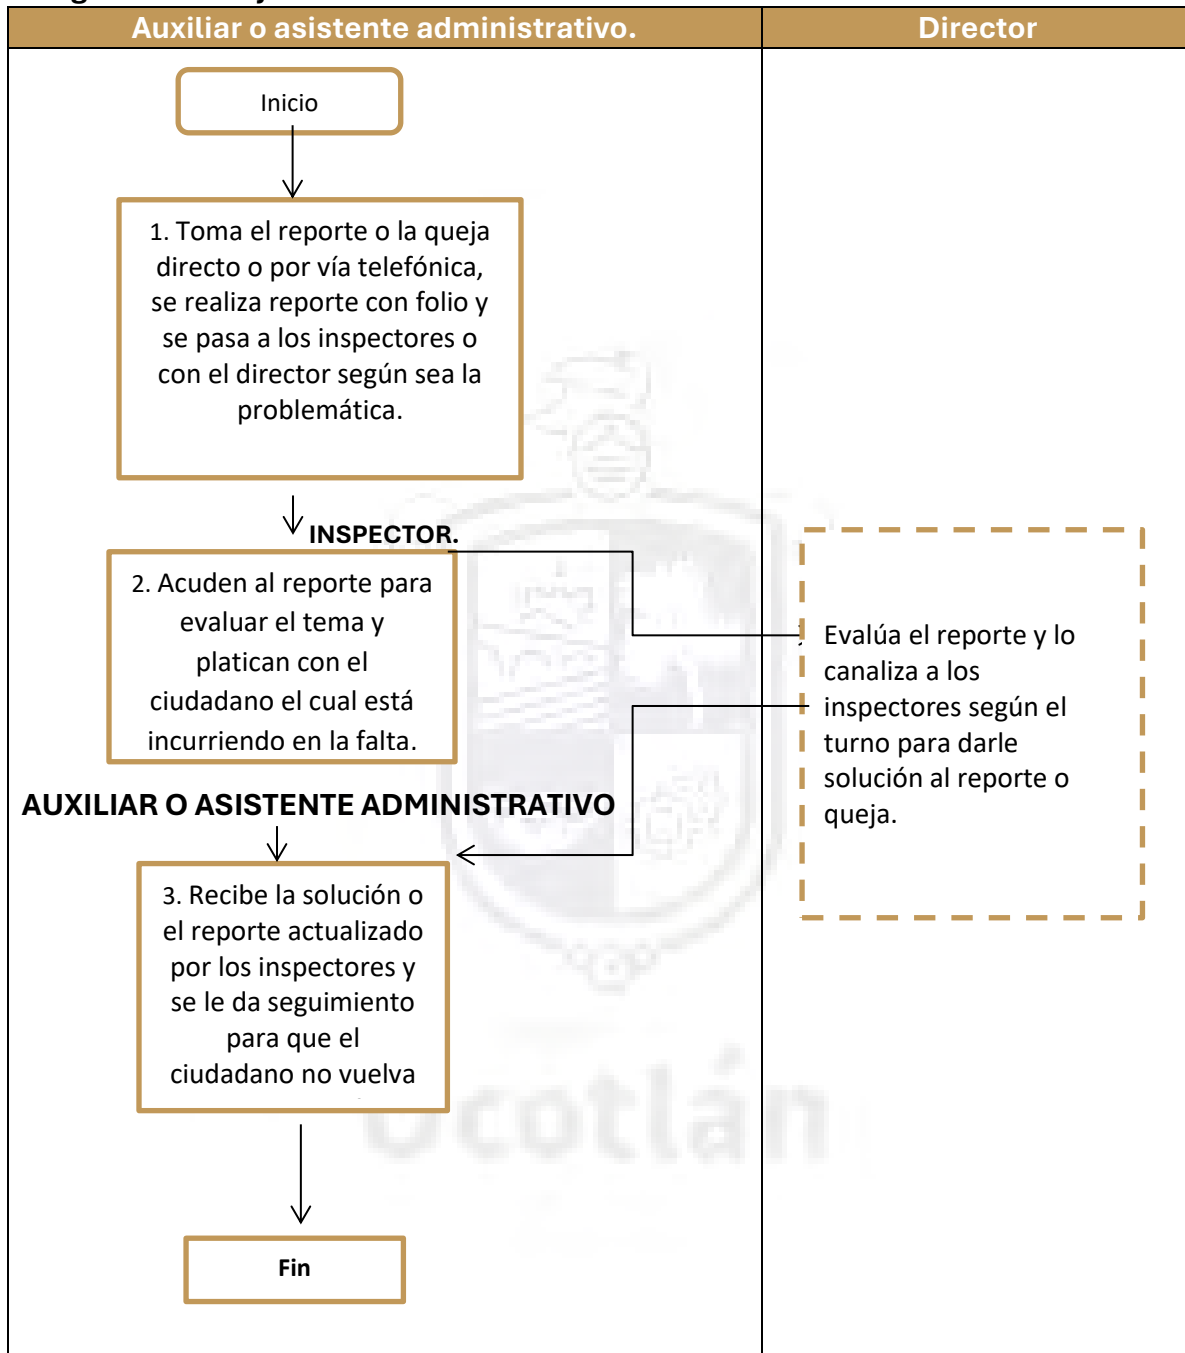 Auxiliar o asistente administrativo.
Director
Inicio
1. Toma el reporte o la queja
directo o por vía telefónica,
se realiza reporte con folio y
se pasa a los inspectores o
con el director según sea la
problemática.
INSPECTOR.
2. Acuden al reporte para
evaluar el tema y
platican con el
ciudadano el cual está
incurriendo en la falta.
Evalúa el reporte y lo
canaliza a los
inspectores según el
turno para darle
solución al reporte o
queja.
AUXILIAR O ASISTENTE ADMINISTRATIVO
3. Recibe la solución o
el reporte actualizado
por los inspectores y
se le da seguimiento
para que el
ciudadano no vuelva
Ocotlán
Fin